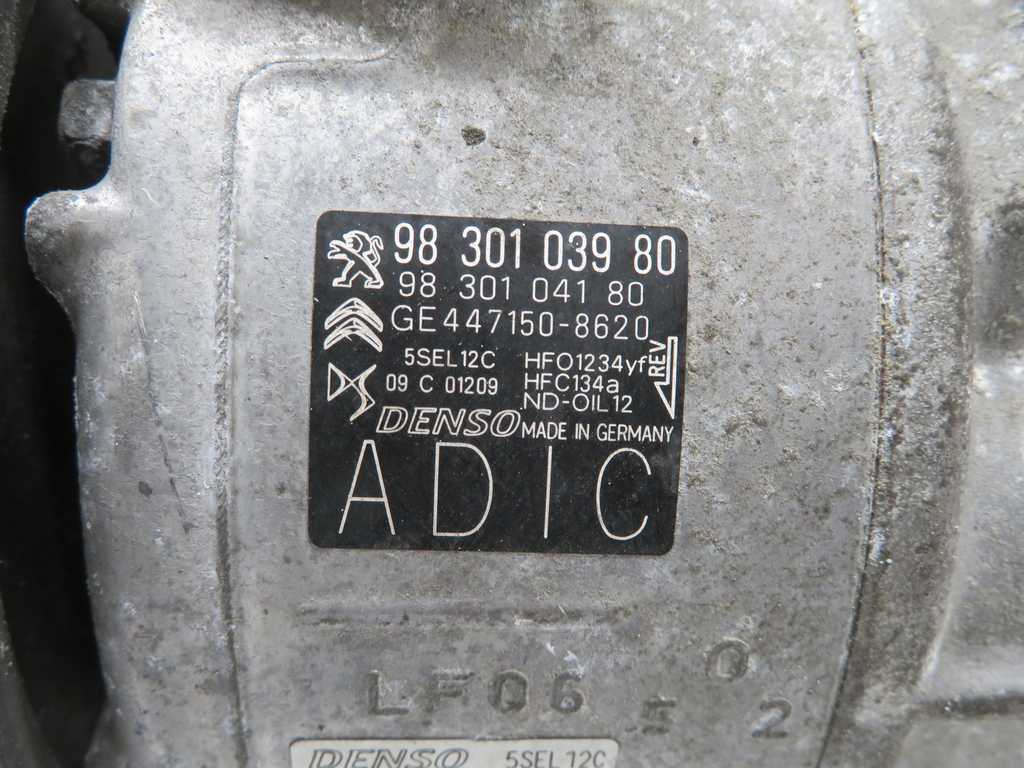 98 301 039 80
98 301 041 80
GE447150-8620
5SEL12C HFO1234yf
09 C 01209 HFC134a
ND-OIL12
REV
DENSO MADE IN GERMANY
ADIC
LFQ6
0
5 2
DENSO 5SEL12C